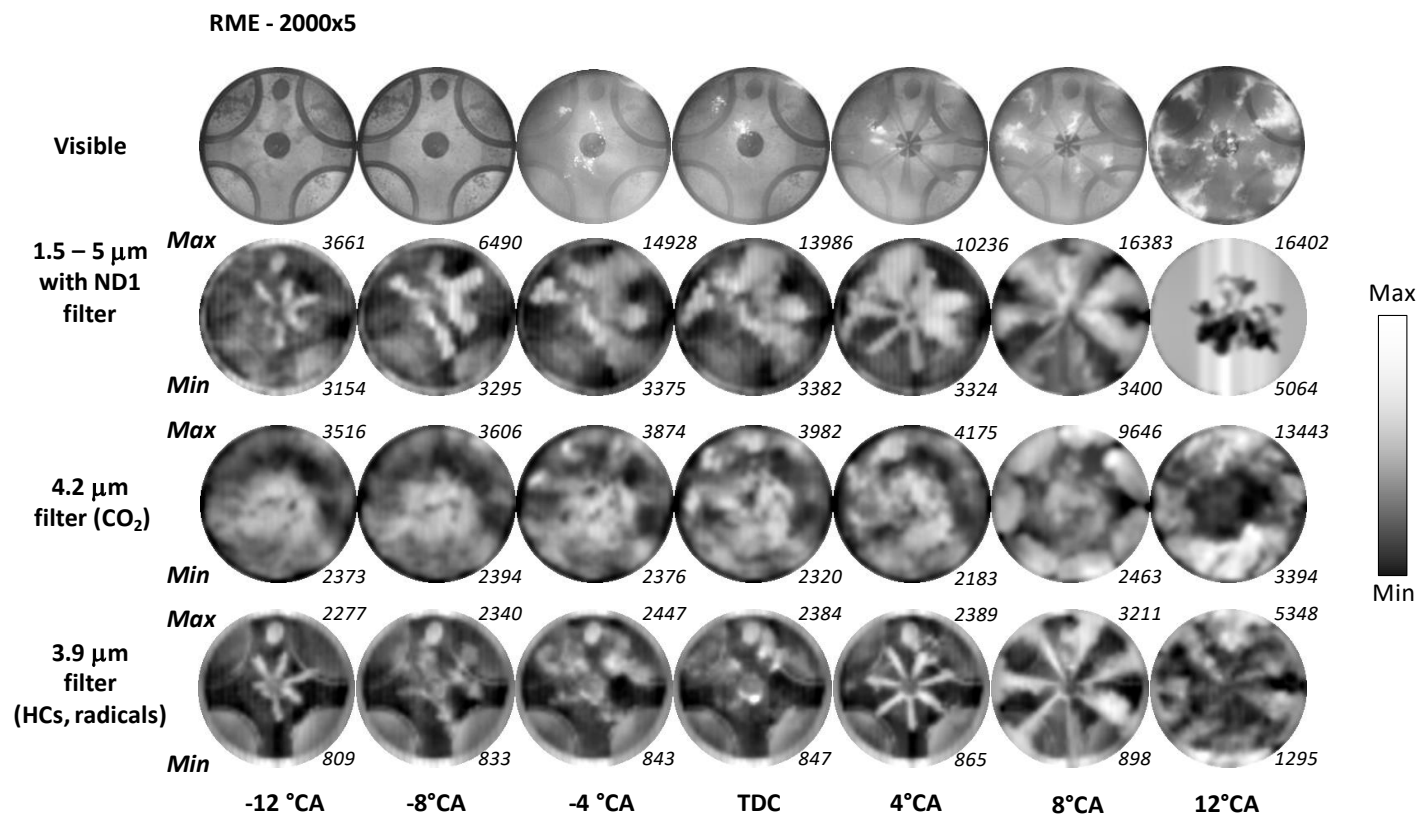 RME - 2000x5
Visible
1.5 – 5 μm
with ND1
filter
Max 3661 6490 14928 13986 10236 16383 16402
Min 3154 3295 3375 3382 3324 3400 5064
4.2 μm
filter (CO₂)
Max 3516 3606 3874 3982 4175 9646 13443
Min 2373 2394 2376 2320 2183 2463 3394
3.9 μm
filter
(HCs, radicals)
Max 2277 2340 2447 2384 2389 3211 5348
Min 809 833 843 847 865 898 1295
-12 °CA -8°CA -4 °CA TDC 4°CA 8°CA 12°CA
Max
Min